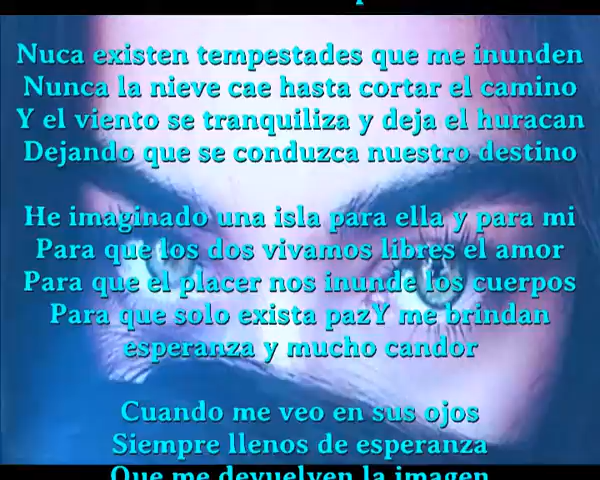 Nuca existen tempestades que me inunden
Nunca la nieve cae hasta cortar el camino
Y el viento se tranquiliza y deja el huracan
Dejando que se conduzca nuestro destino
He imaginado una isla para ella y para mi
Para que los dos vivamos libres el amor
Para que el placer nos inunde los cuerpos
Para que solo exista pazY me brindan
esperanza y mucho candor
Cuando me veo en sus ojos
Siempre llenos de esperanza
Que me devuelven la imagen